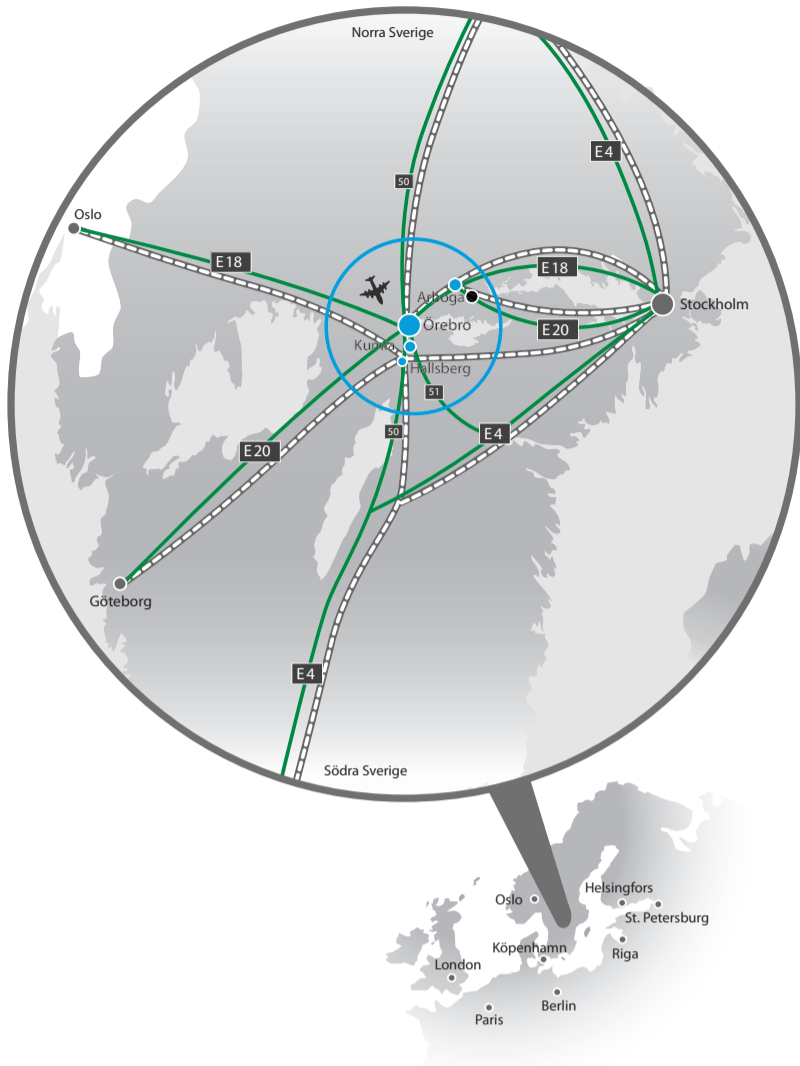 Norra Sverige
E4
50
Oslo
E18
E18
Arboga
Stockholm
Örebro
E20
Kumla
Hallsberg
51
50
E4
E20
Göteborg
E4
Södra Sverige
Helsingfors
Oslo
St. Petersburg
Köpenhamn
Riga
London
Berlin
Paris